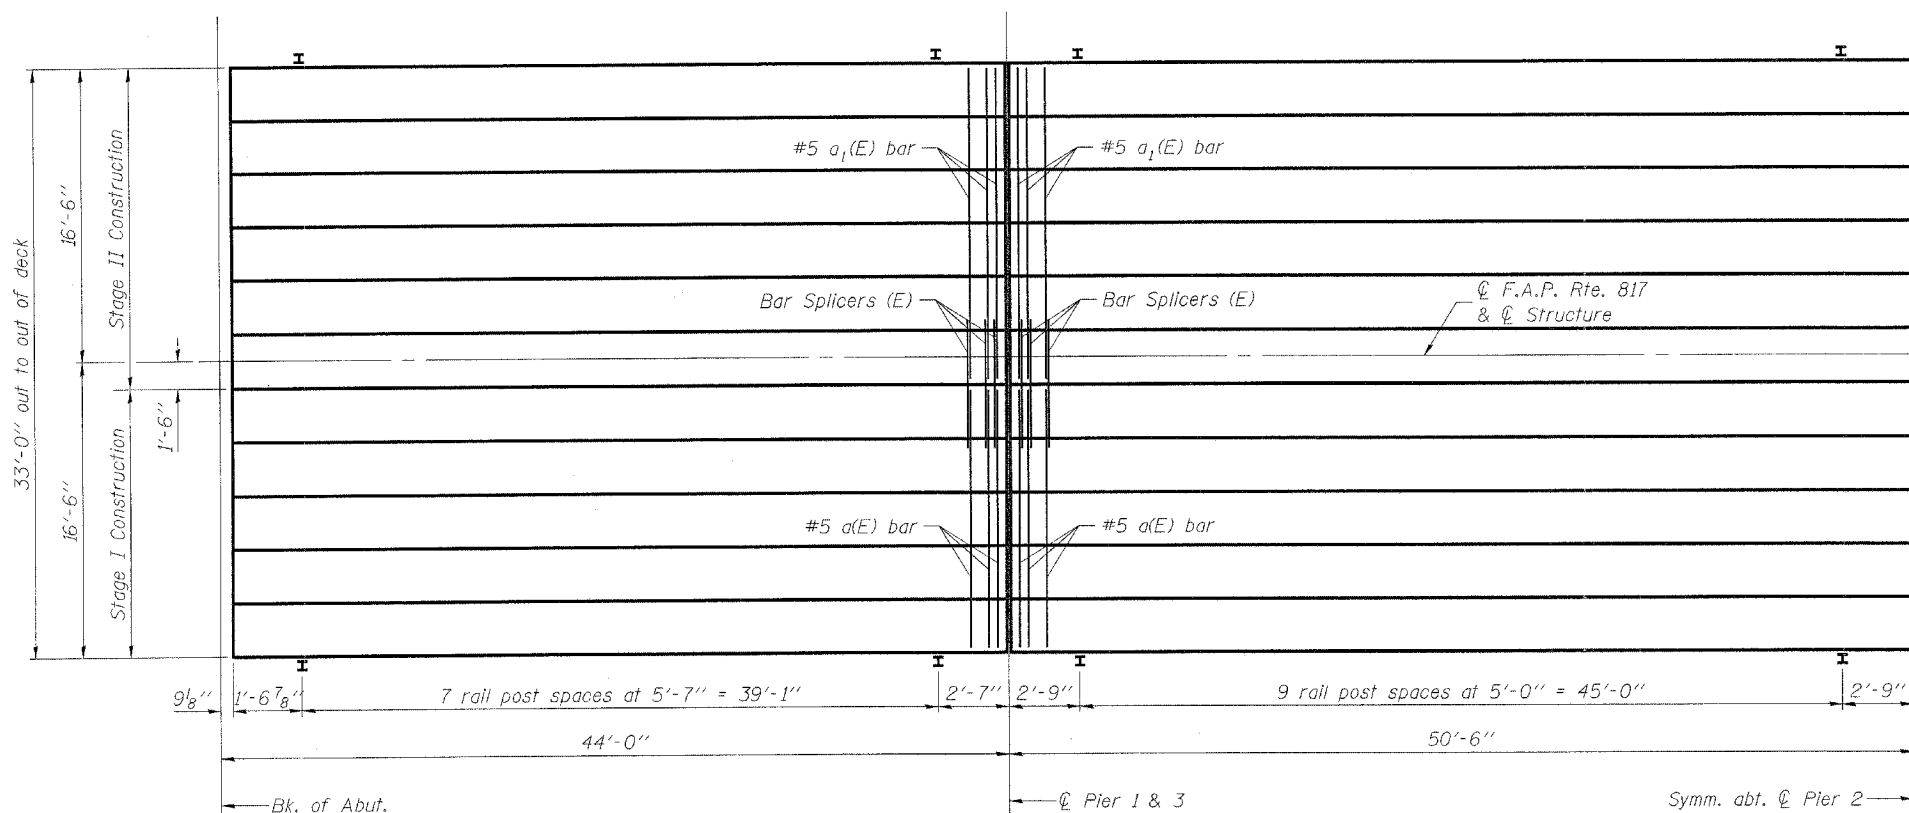 33'-0" out to out of deck
16'-6"
16'-6"
Stage II Construction
Stage I Construction
1'-6"
#5 a₁(E) bar
#5 a₁(E) bar
Bar Splicers (E)
Bar Splicers (E)
℄ F.A.P. Rte. 817
& ℄ Structure
#5 a(E) bar
#5 a(E) bar
9⅛"
1'-6⅞"
7 rail post spaces at 5'-7" = 39'-1"
2'-7"
2'-9"
9 rail post spaces at 5'-0" = 45'-0"
2'-9"
44'-0"
50'-6"
Bk. of Abut.
℄ Pier 1 & 3
Symm. abt. ℄ Pier 2